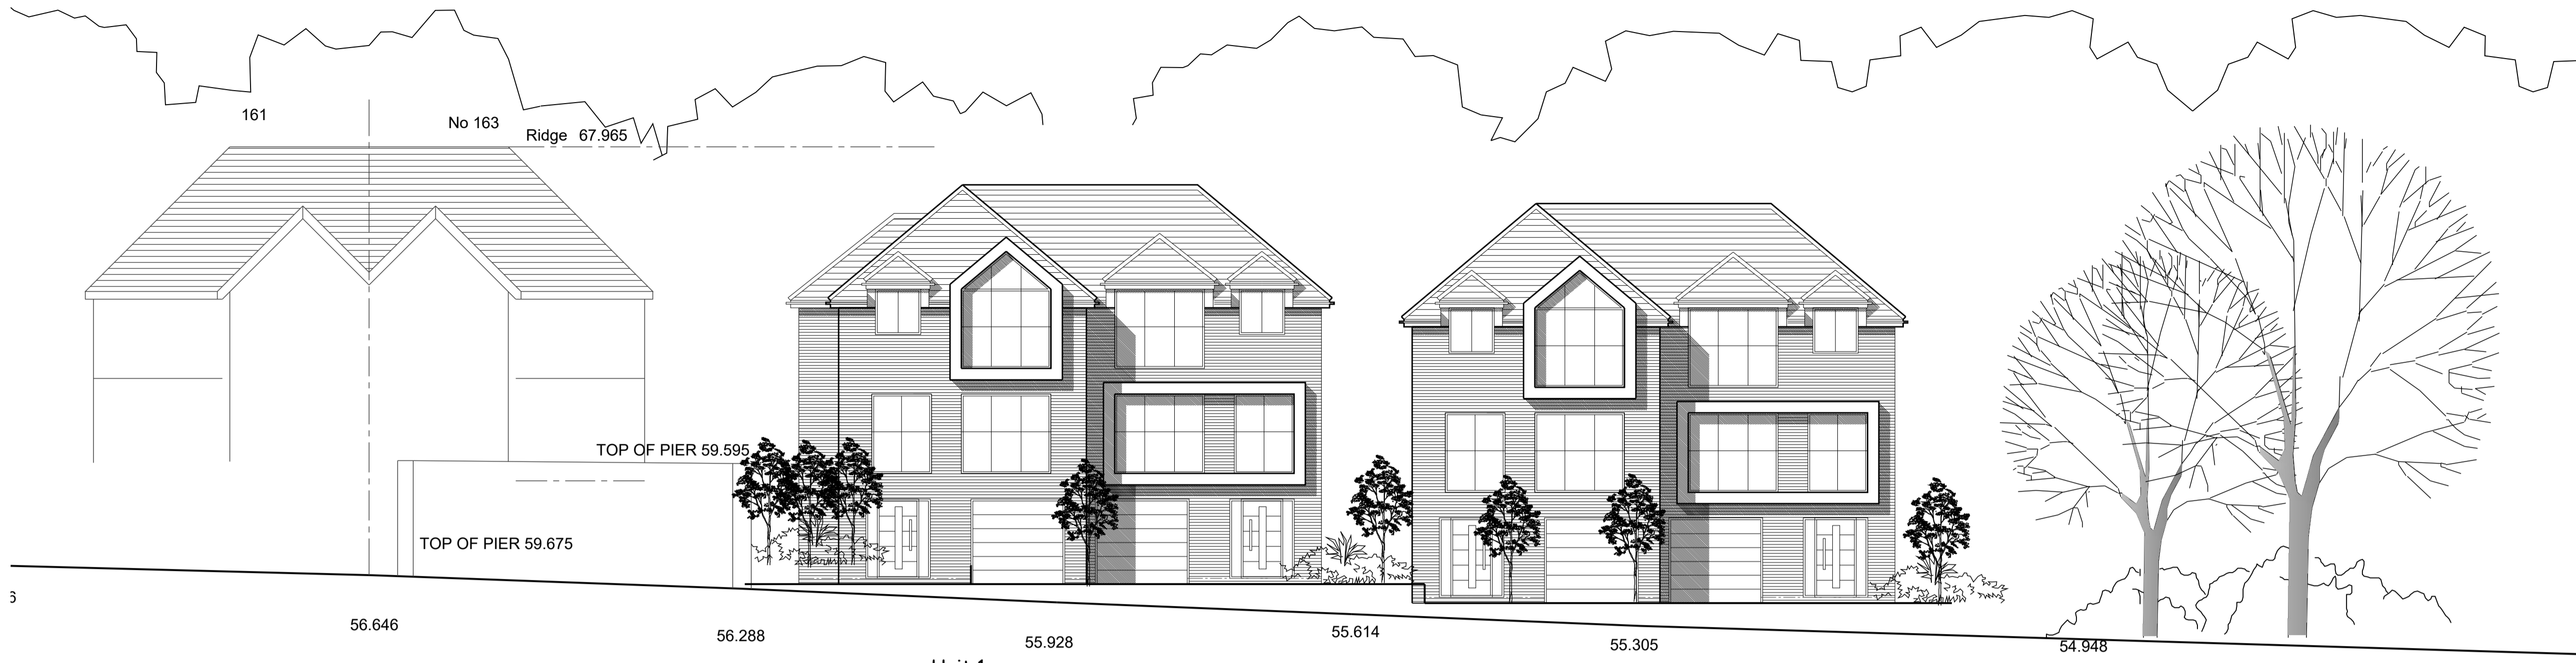 161
No 163
Ridge 67.965
TOP OF PIER 59.595
TOP OF PIER 59.675
56.646
56.288
55.928
55.614
55.305
54.948